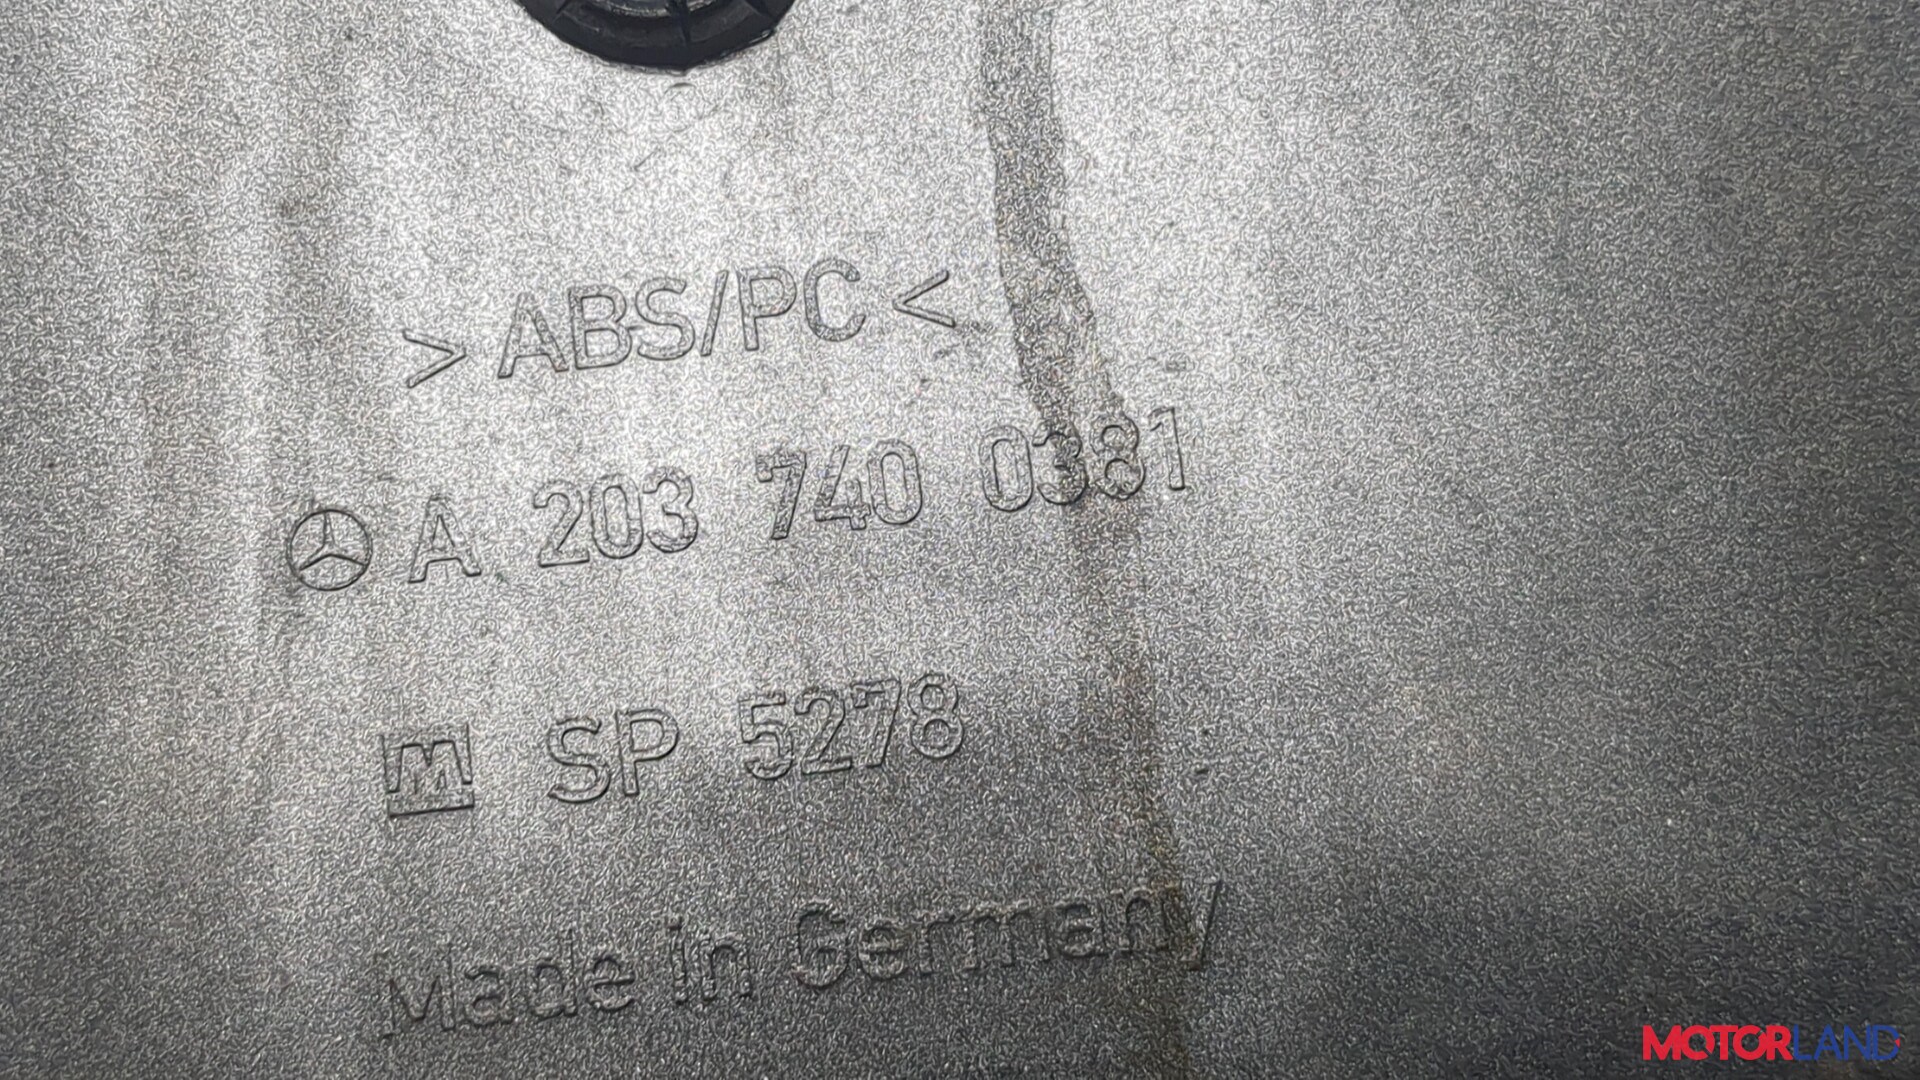 >ABS/PC<
A 203 740 0381
M SP 5278
Made in Germany
MOTORLAND